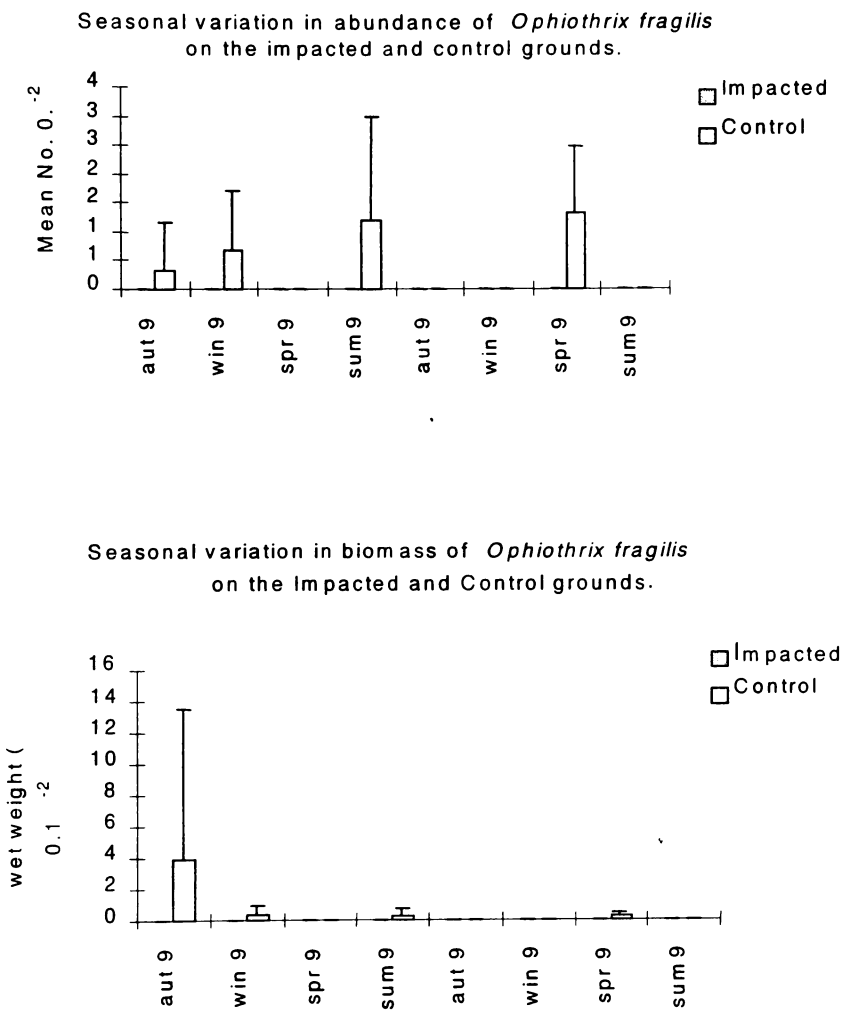 Seasonal variation in abundance of Ophiothrix fragilis
on the impacted and control grounds.
Mean No. 0. -2
4
3
3
2
2
1
1
0
Impacted
Control
aut 9
win 9
spr 9
sum 9
aut 9
win 9
spr 9
sum 9
Seasonal variation in biomass of Ophiothrix fragilis
on the Impacted and Control grounds.
wet weight (
0.1 -2
16
14
12
10
8
6
4
2
0
Impacted
Control
aut 9
win 9
spr 9
sum 9
aut 9
win 9
spr 9
sum 9